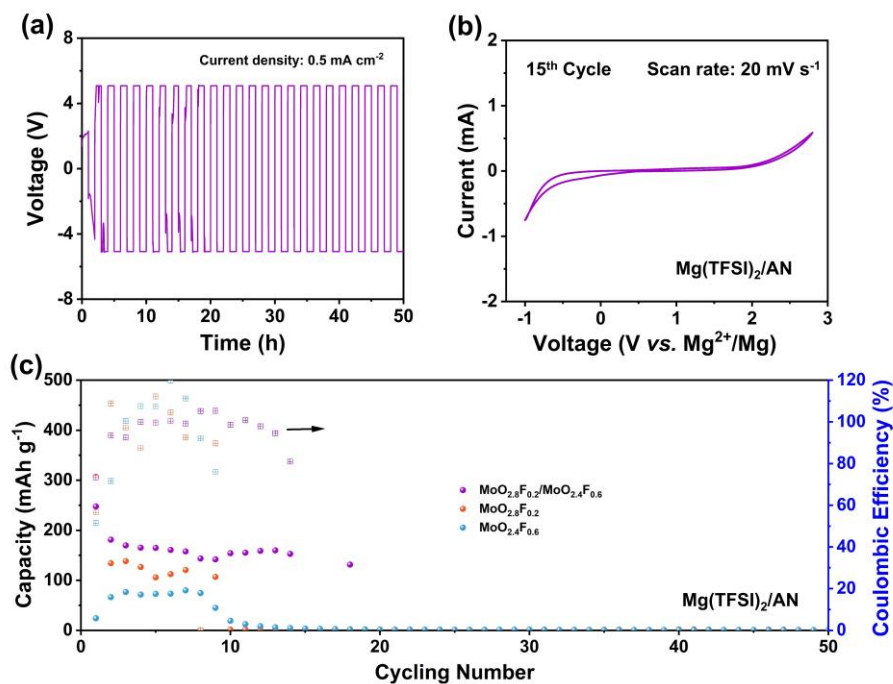 (a)
Current density: 0.5 mA cm⁻²
8
4
0
-4
-8
Voltage (V)
0 10 20 30 40 50
Time (h)
(b)
15ᵗʰ Cycle Scan rate: 20 mV s⁻¹
2
1
0
-1
-2
Current (mA)
Mg(TFSI)₂/AN
-1 0 1 2 3
Voltage (V vs. Mg²⁺/Mg)
(c)
500
400
300
200
100
0
Capacity (mAh g⁻¹)
MoO₂.₈F₀.₂/MoO₂.₄F₀.₆
MoO₂.₈F₀.₂
MoO₂.₄F₀.₆
Mg(TFSI)₂/AN
120
100
80
60
40
20
0
Coulombic Efficiency (%)
0 10 20 30 40 50
Cycling Number